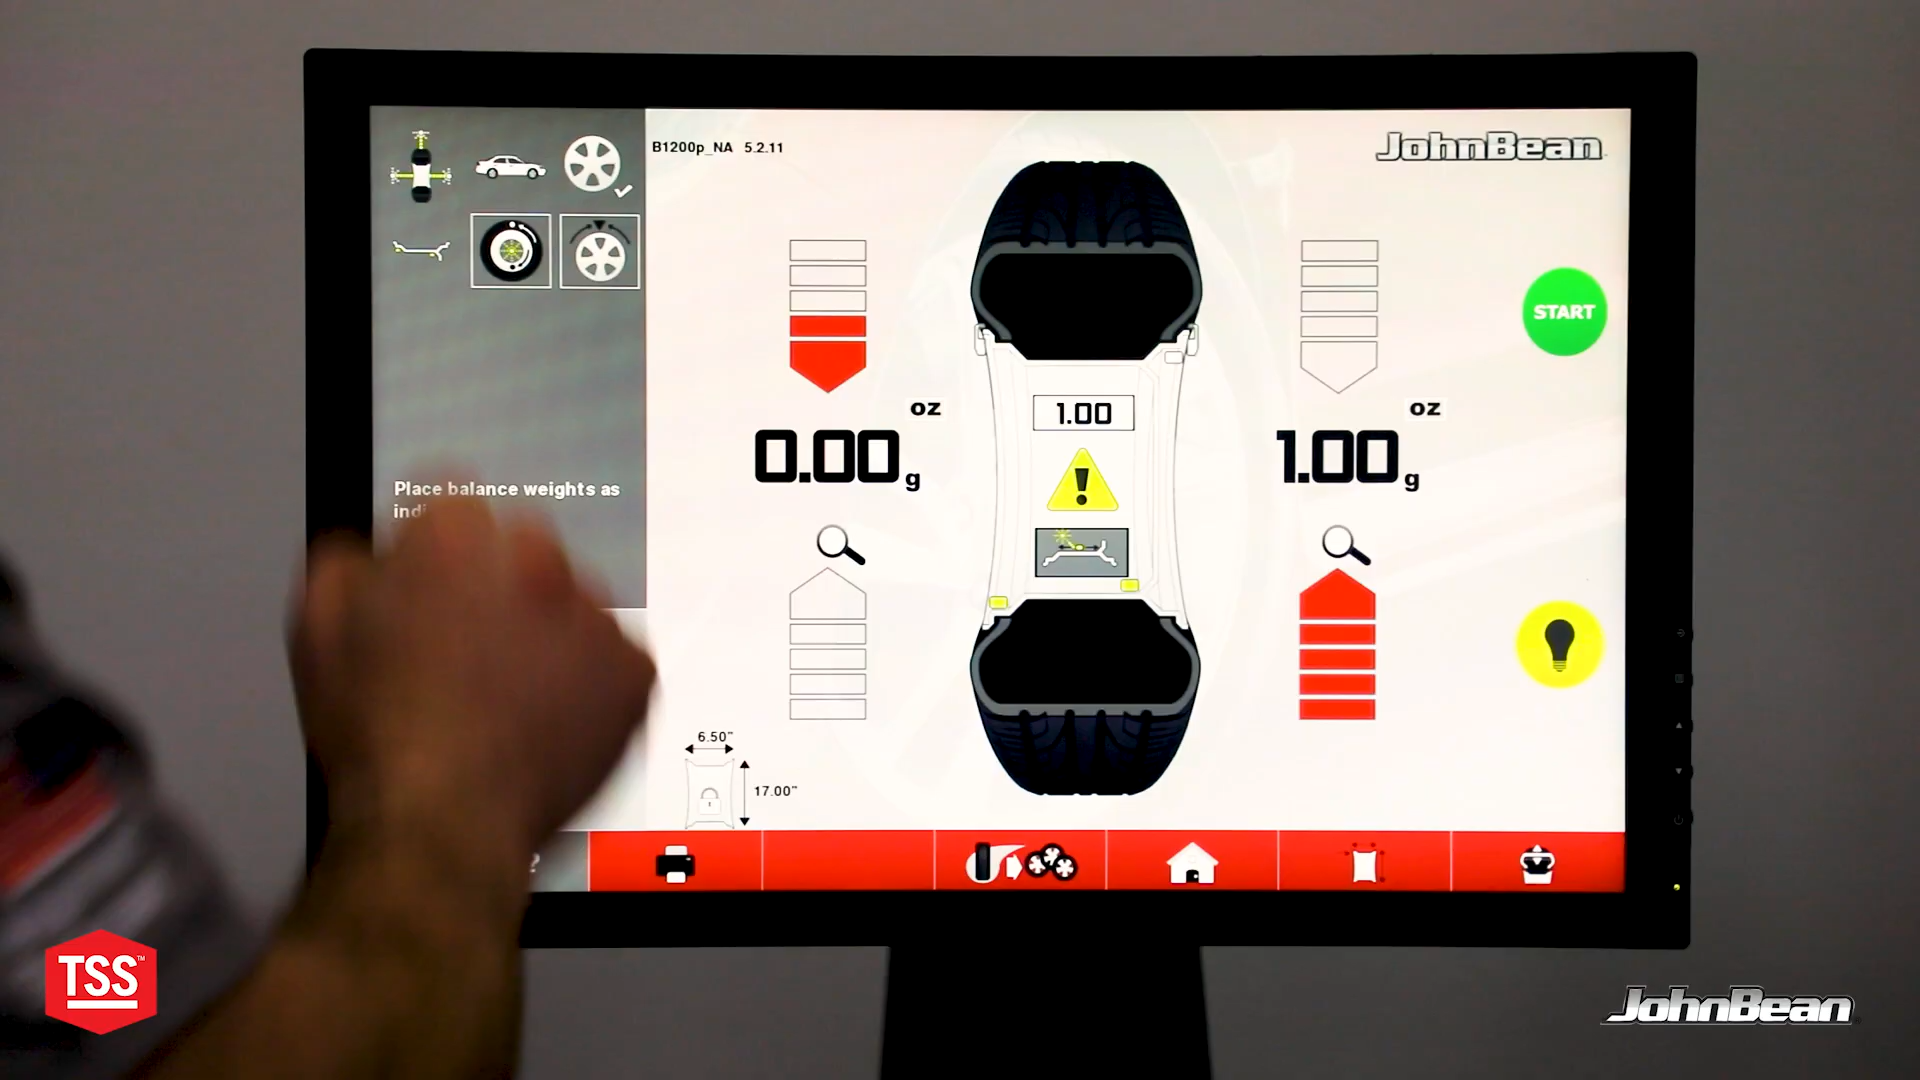 B1200p_NA 5.2.11
JohnBean
START
oz
1.00
oz
0.00 g
1.00 g
Place balance weights as
6.50"
17.00"
?
TSS™
JohnBean